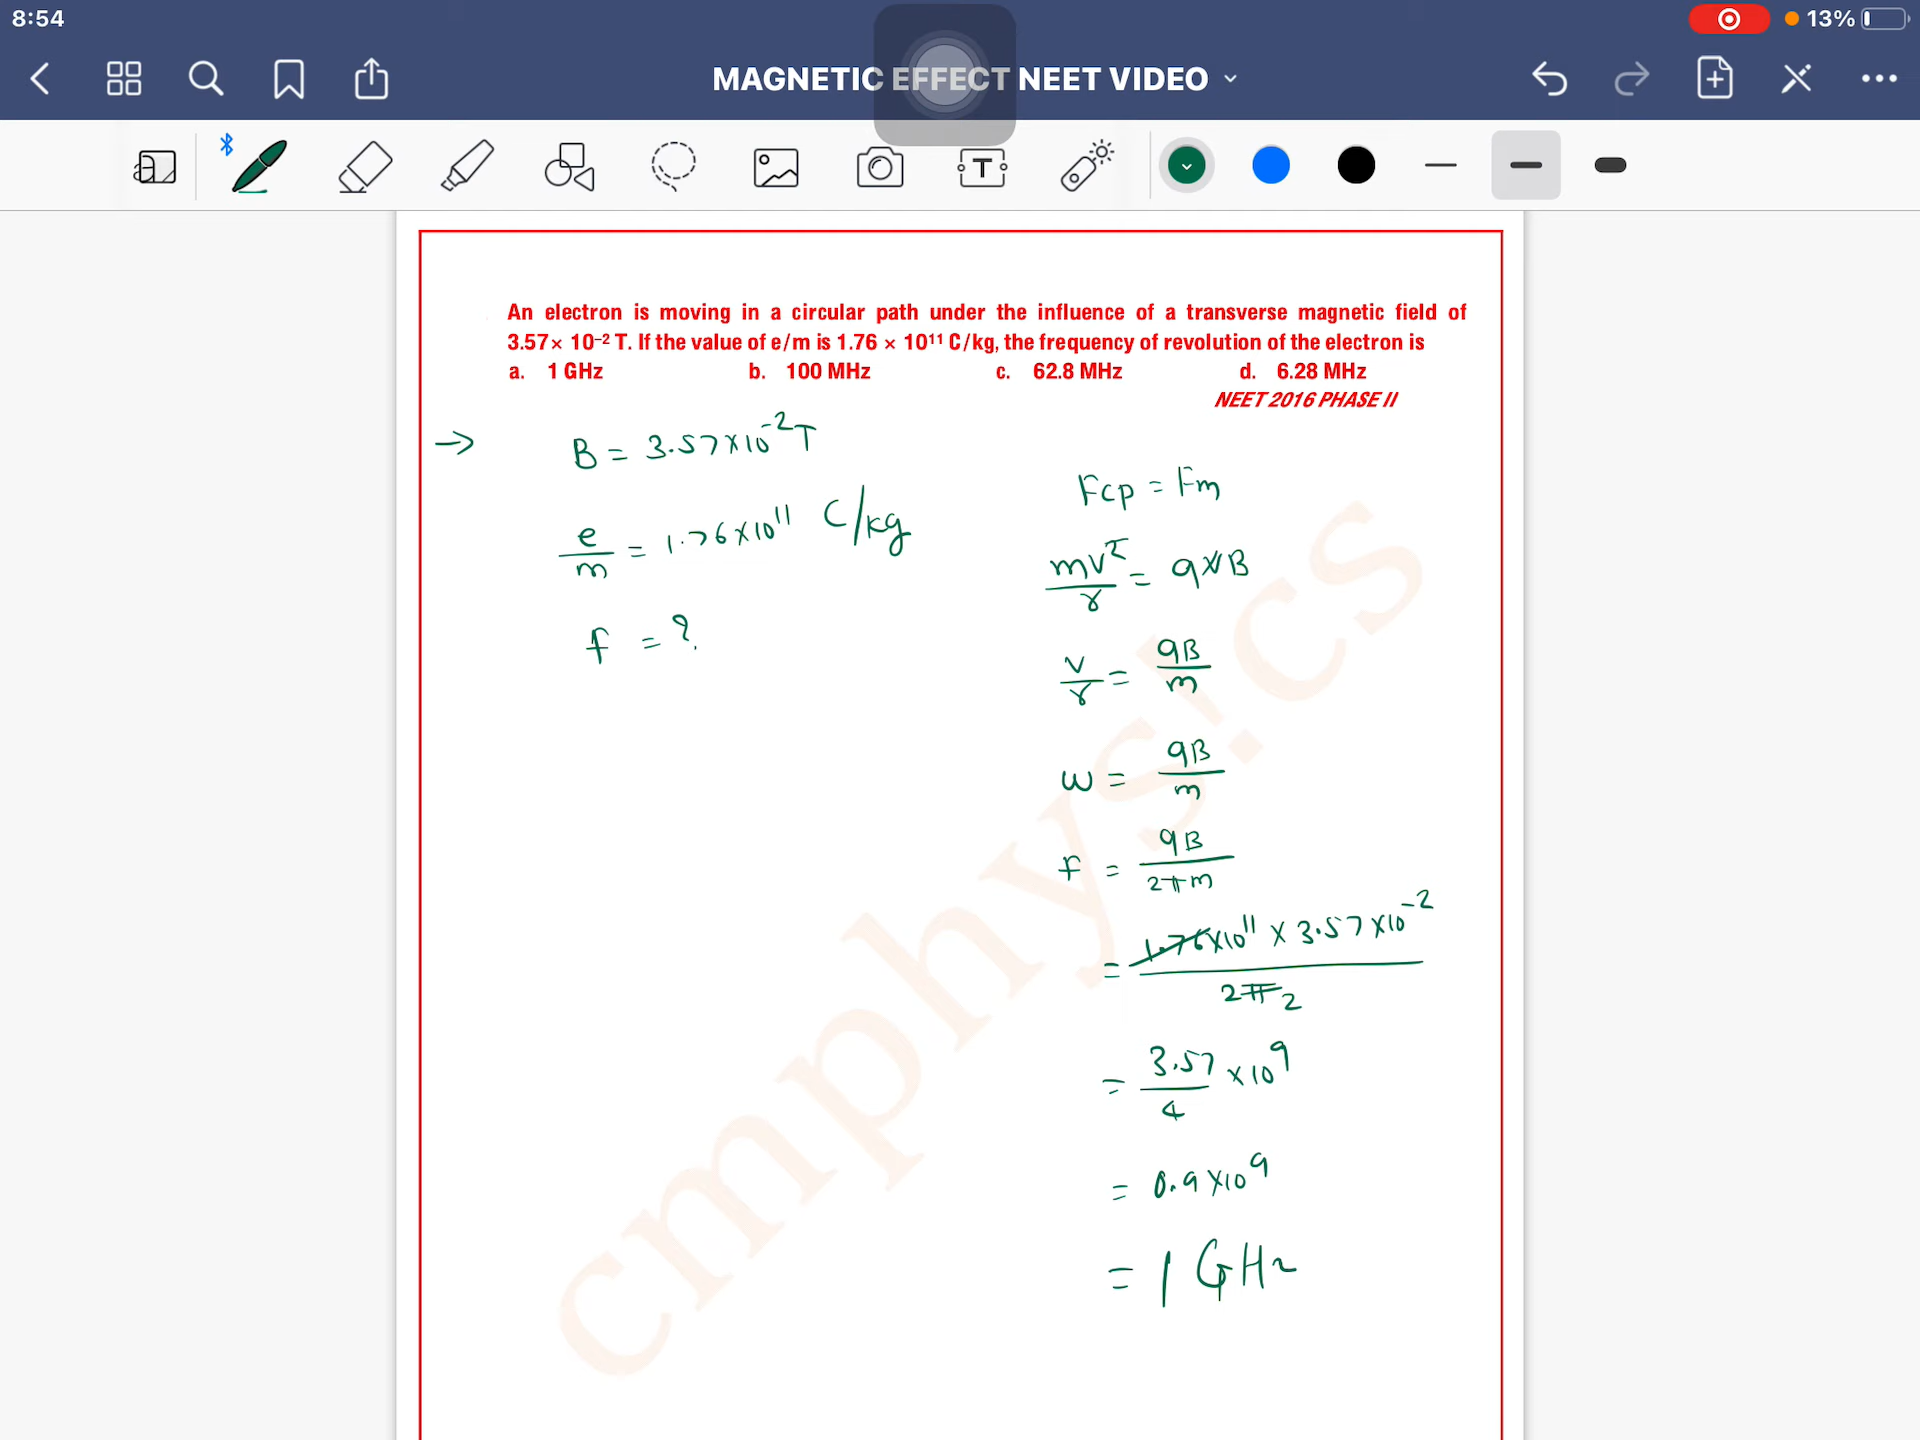 8:54
13%
MAGNETIC EFFECT NEET VIDEO
a
T
An electron is moving in a circular path under the influence of a transverse magnetic field of
3.57× 10⁻² T. If the value of e/m is 1.76 × 10¹¹ C/kg, the frequency of revolution of the electron is
a. 1 GHz b. 100 MHz c. 62.8 MHz d. 6.28 MHz
NEET 2016 PHASE II
→ B = 3.57×10⁻² T
e/m = 1.76×10¹¹ C/kg
f = ?
Fcp = Fm
mv²/r = qvB
v/r = qB/m
ω = qB/m
f = qB/2πm
= 1.76×10¹¹ × 3.57×10⁻² / 2π 2
= 3.57/4 ×10⁹
= 0.9×10⁹
= 1 GHz
cmphy!cs